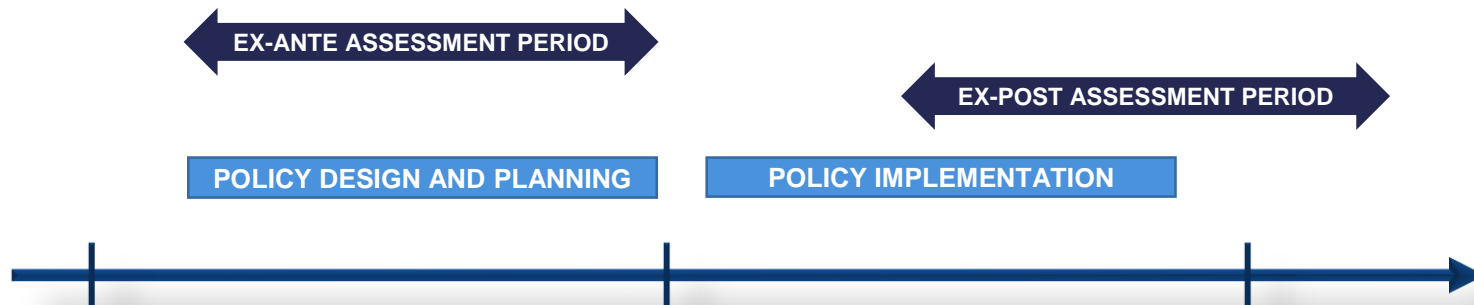 EX-ANTE ASSESSMENT PERIOD
EX-POST ASSESSMENT PERIOD
POLICY DESIGN AND PLANNING
POLICY IMPLEMENTATION